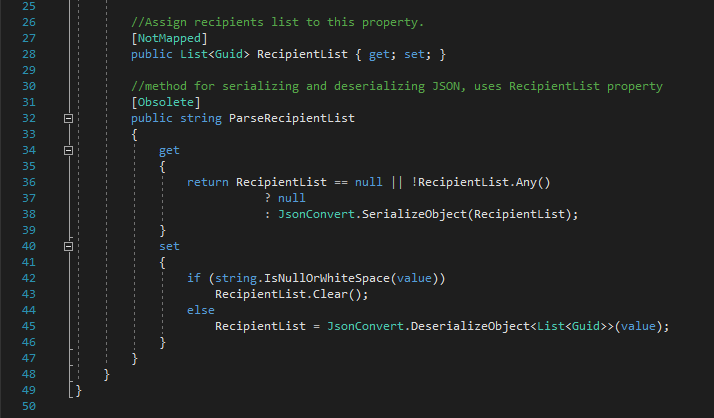 25
26 //Assign recipients list to this property.
27 [NotMapped]
28 public List<Guid> RecipientList { get; set; }
29
30 //method for serializing and deserializing JSON, uses RecipientList property
31 [Obsolete]
32 public string ParseRecipientList
33 {
34 get
35 {
36 return RecipientList == null || !RecipientList.Any()
37 ? null
38 : JsonConvert.SerializeObject(RecipientList);
39 }
40 set
41 {
42 if (string.IsNullOrWhiteSpace(value))
43 RecipientList.Clear();
44 else
45 RecipientList = JsonConvert.DeserializeObject<List<Guid>>(value);
46 }
47 }
48 }
49 }
50